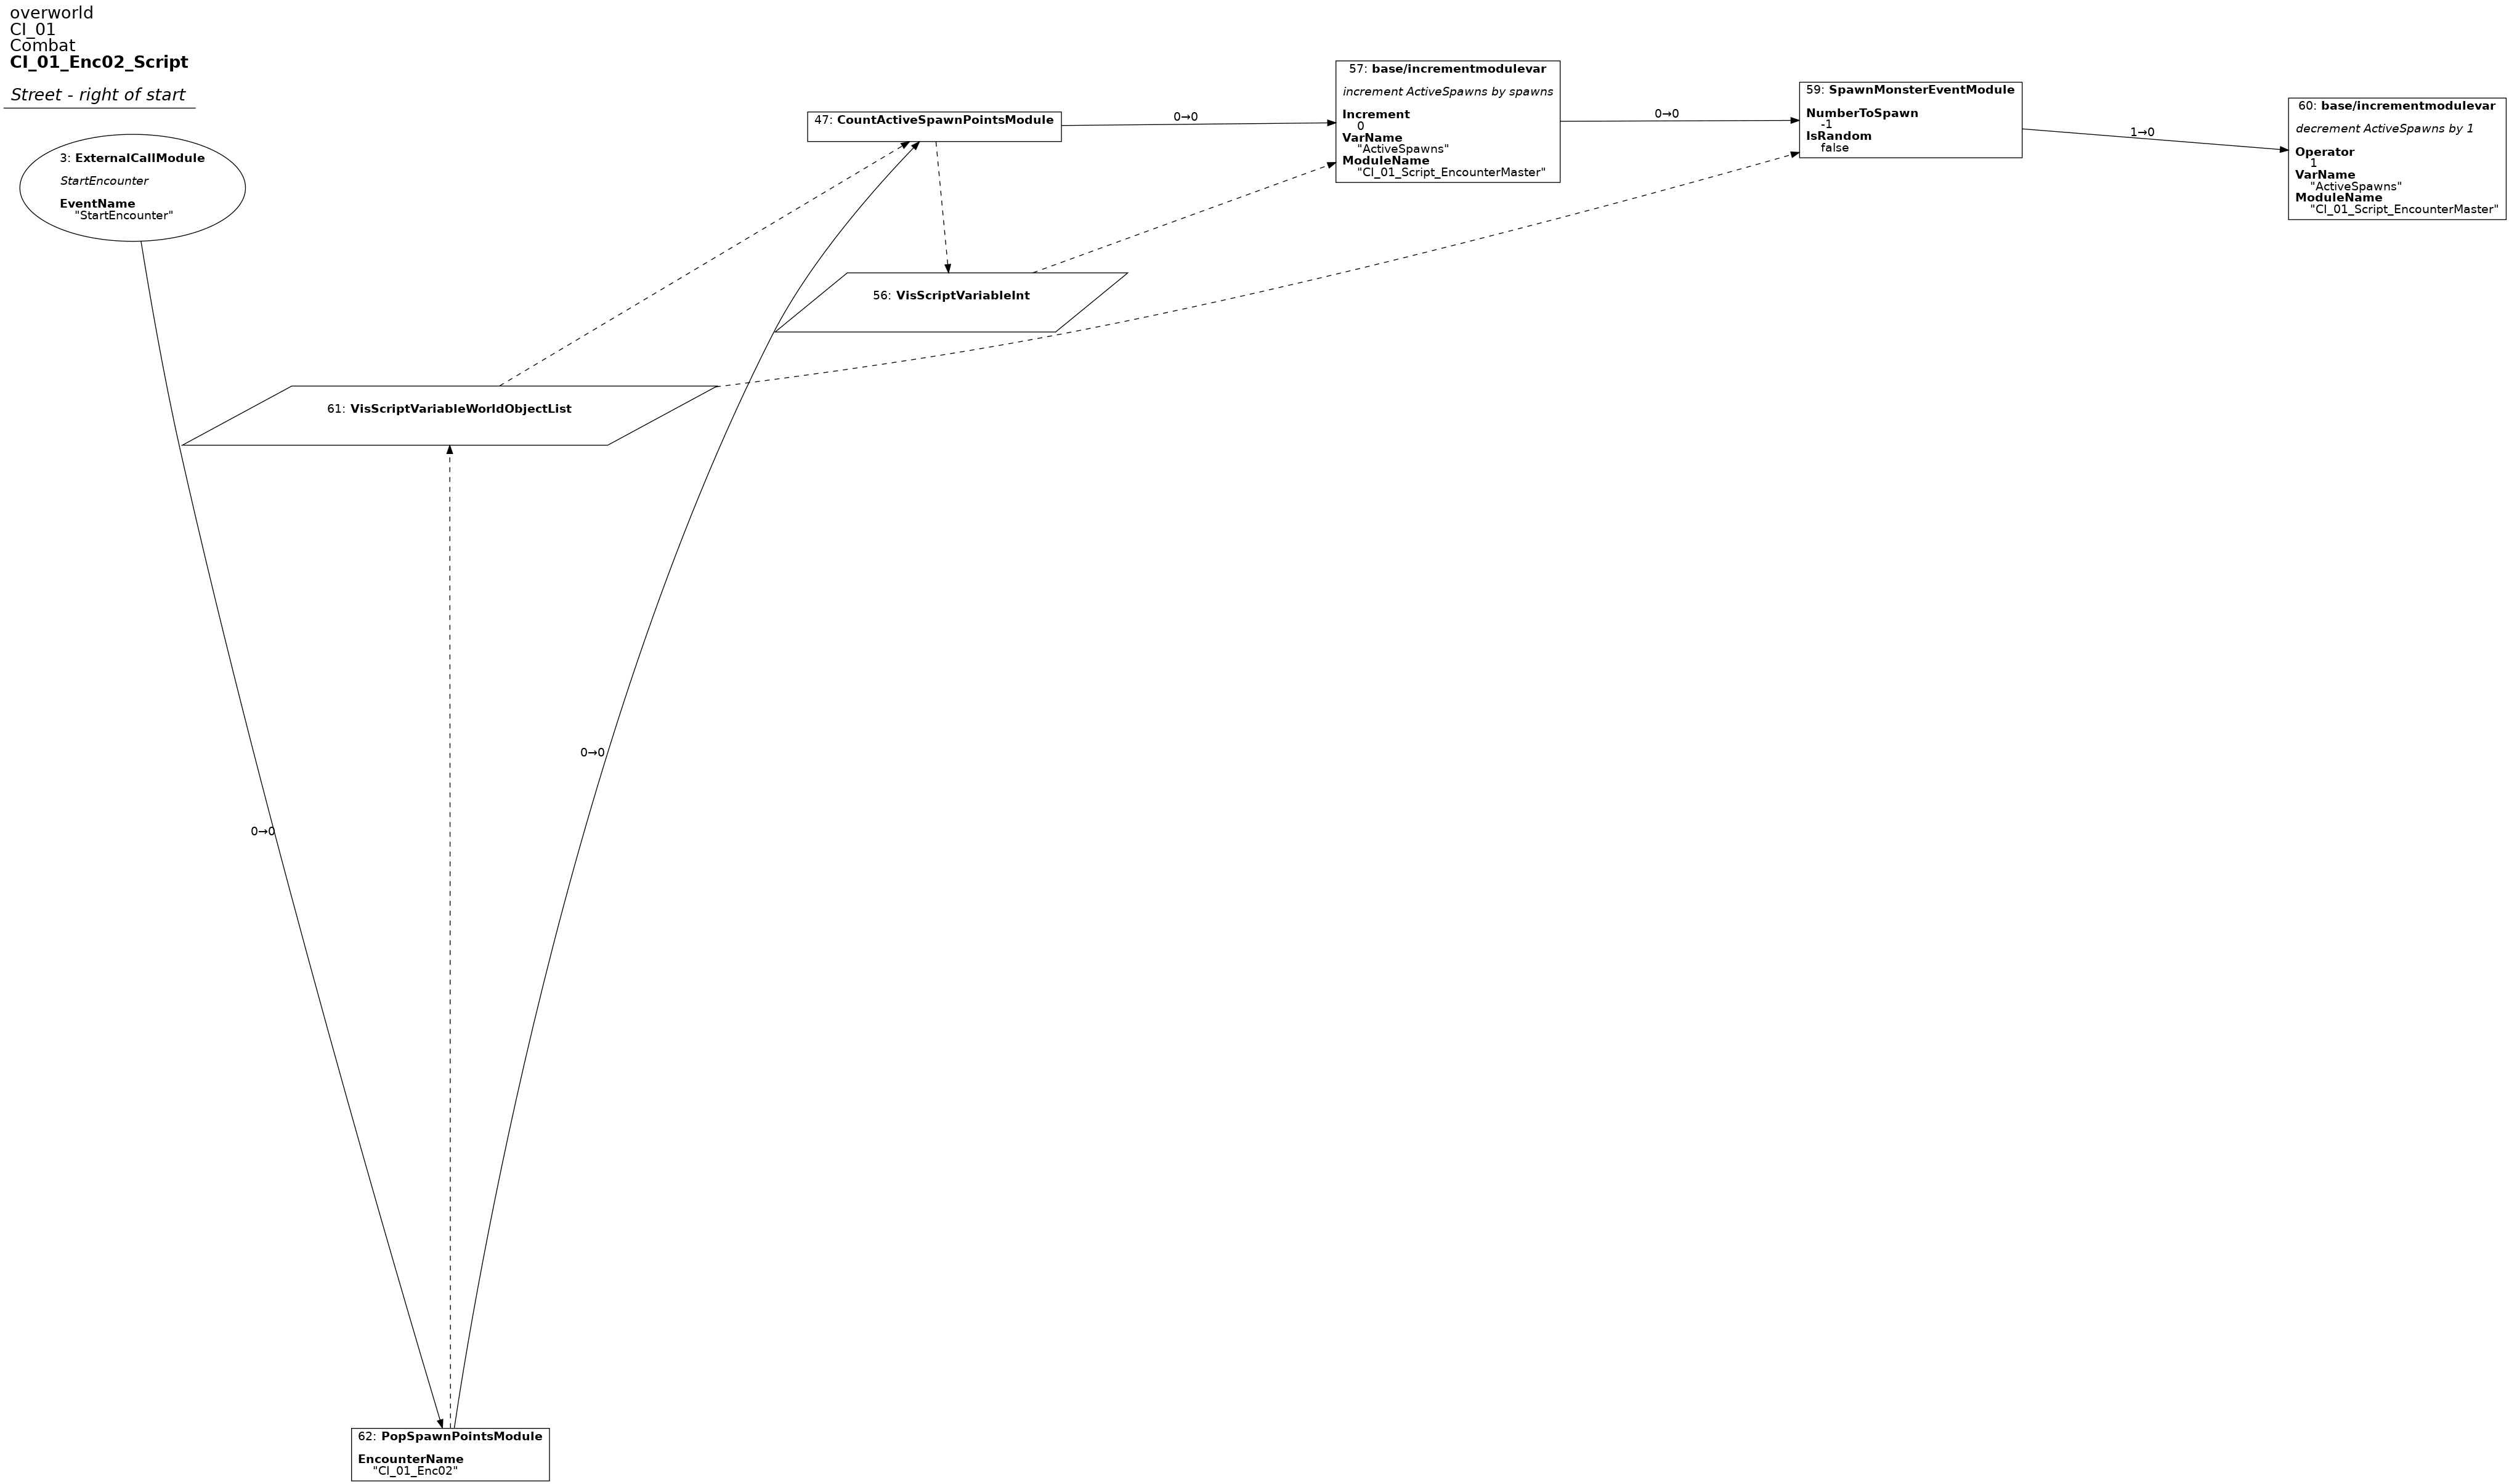 overworld
CI_01
Combat
CI_01_Enc02_Script
Street - right of start
3: ExternalCallModule
StartEncounter
EventName
"StartEncounter"
47: CountActiveSpawnPointsModule
0→0
57: base/incrementmodulevar
increment ActiveSpawns by spawns
Increment
0
VarName
"ActiveSpawns"
ModuleName
"CI_01_Script_EncounterMaster"
0→0
59: SpawnMonsterEventModule
NumberToSpawn
-1
IsRandom
false
1→0
60: base/incrementmodulevar
decrement ActiveSpawns by 1
Operator
1
VarName
"ActiveSpawns"
ModuleName
"CI_01_Script_EncounterMaster"
56: VisScriptVariableInt
61: VisScriptVariableWorldObjectList
0→0
0→0
62: PopSpawnPointsModule
EncounterName
"CI_01_Enc02"